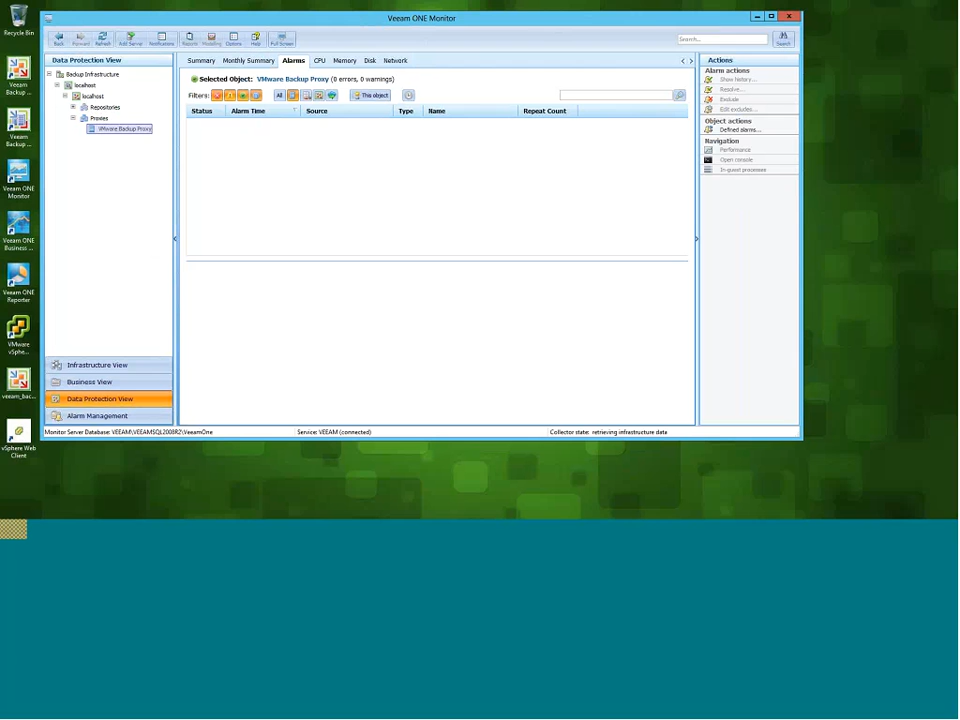 Recycle Bin
Veeam Backup ...
Veeam Backup ...
Veeam ONE Monitor
Veeam ONE Business ...
Veeam ONE Reporter
VMware vSphe...
veeam_bac...
vSphere Web Client
Veeam ONE Monitor
Back Forward Refresh Add Server Notifications Reports Modeling Options Help Full Screen
Search...
Search
Data Protection View
Backup Infrastructure
localhost
localhost
Repositories
Proxies
VMware Backup Proxy
Infrastructure View
Business View
Data Protection View
Alarm Management
Summary Monthly Summary Alarms CPU Memory Disk Network
Selected Object: VMware Backup Proxy (0 errors, 0 warnings)
Filters: All This object
Status Alarm Time Source Type Name Repeat Count
Actions
Alarm actions
Show history...
Resolve...
Exclude
Edit excludes...
Object actions
Defined alarms...
Navigation
Performance
Open console
In-guest processes
Monitor Server Database: VEEAM\VEEAMSQL2008R2\VeeamOne Service: VEEAM (connected) Collector state: retrieving infrastructure data